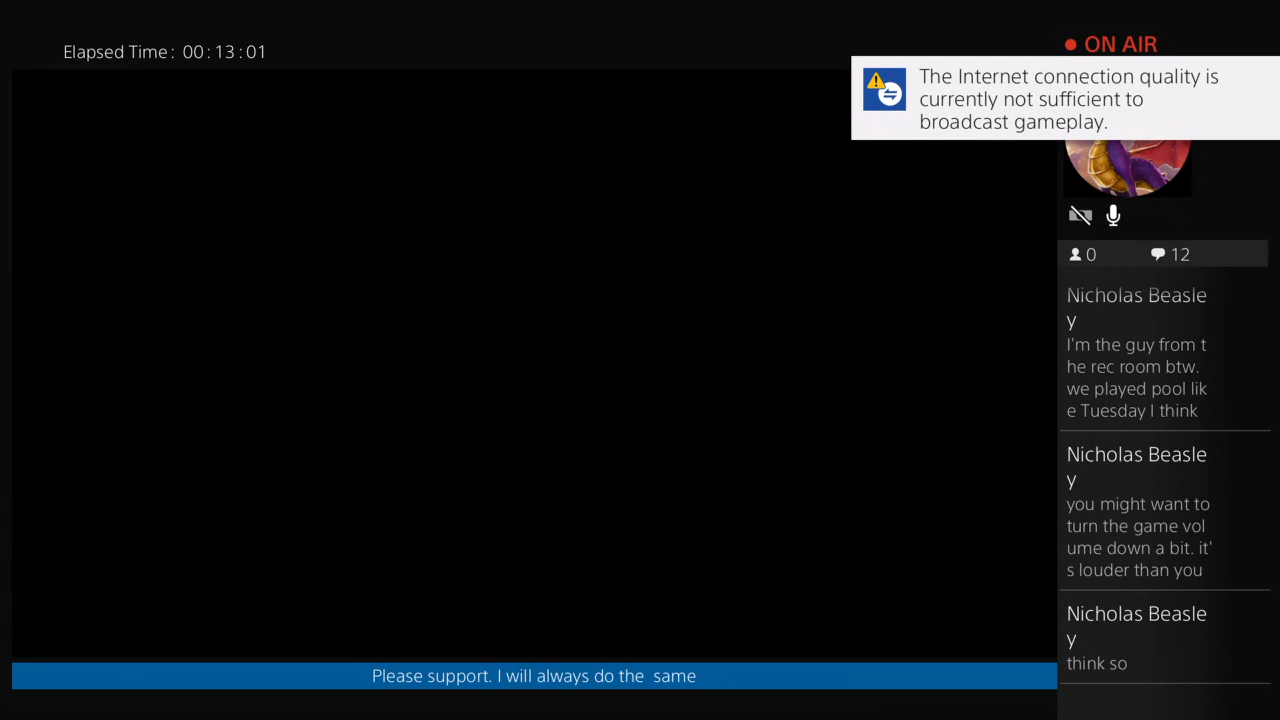 Elapsed Time: 00:13:01
ON AIR
The Internet connection quality is
currently not sufficient to
broadcast gameplay.
0 12
Nicholas Beasle
y
I'm the guy from t
he rec room btw.
we played pool lik
e Tuesday I think
Nicholas Beasle
y
you might want to
turn the game vol
ume down a bit. it'
s louder than you
Nicholas Beasle
y
think so
Please support. I will always do the  same